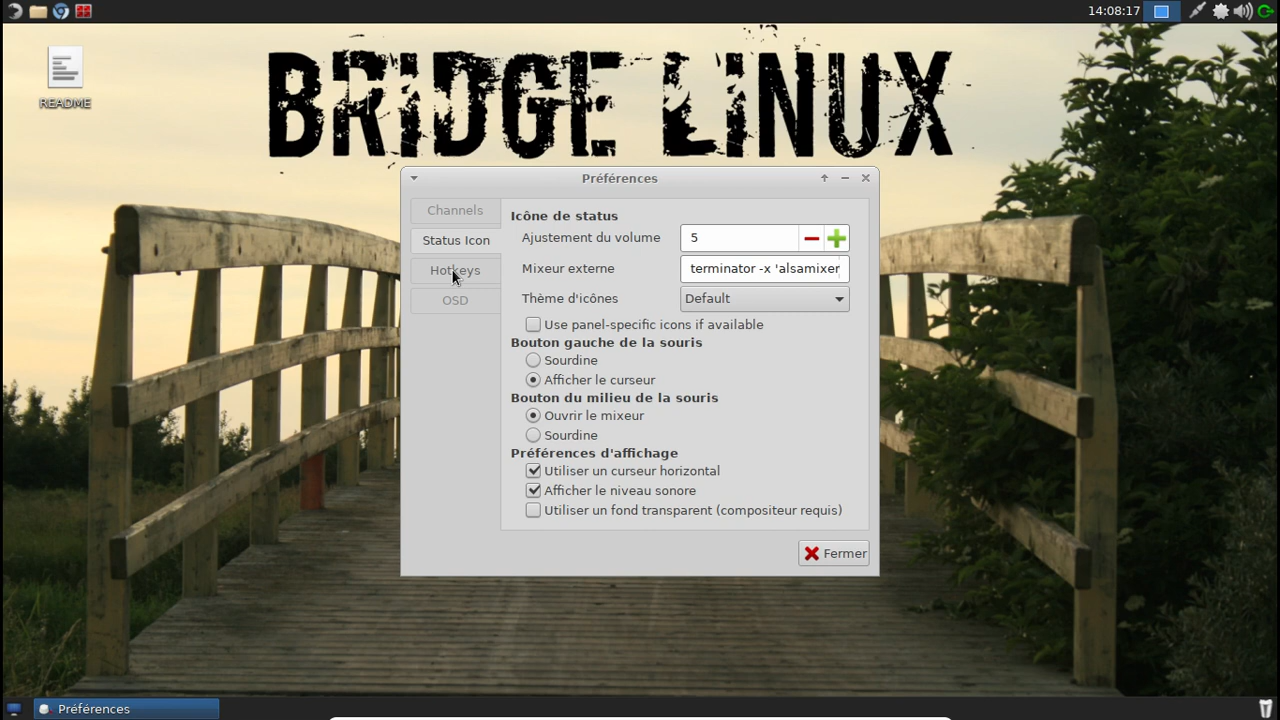 14:08:17
README
BRIDGE LINUX
Préférences
Channels
Status Icon
Hotkeys
OSD
Icône de status
Ajustement du volume 5
Mixeur externe terminator -x 'alsamixer
Thème d'icônes Default
Use panel-specific icons if available
Bouton gauche de la souris
Sourdine
Afficher le curseur
Bouton du milieu de la souris
Ouvrir le mixeur
Sourdine
Préférences d'affichage
Utiliser un curseur horizontal
Afficher le niveau sonore
Utiliser un fond transparent (compositeur requis)
Fermer
Préférences